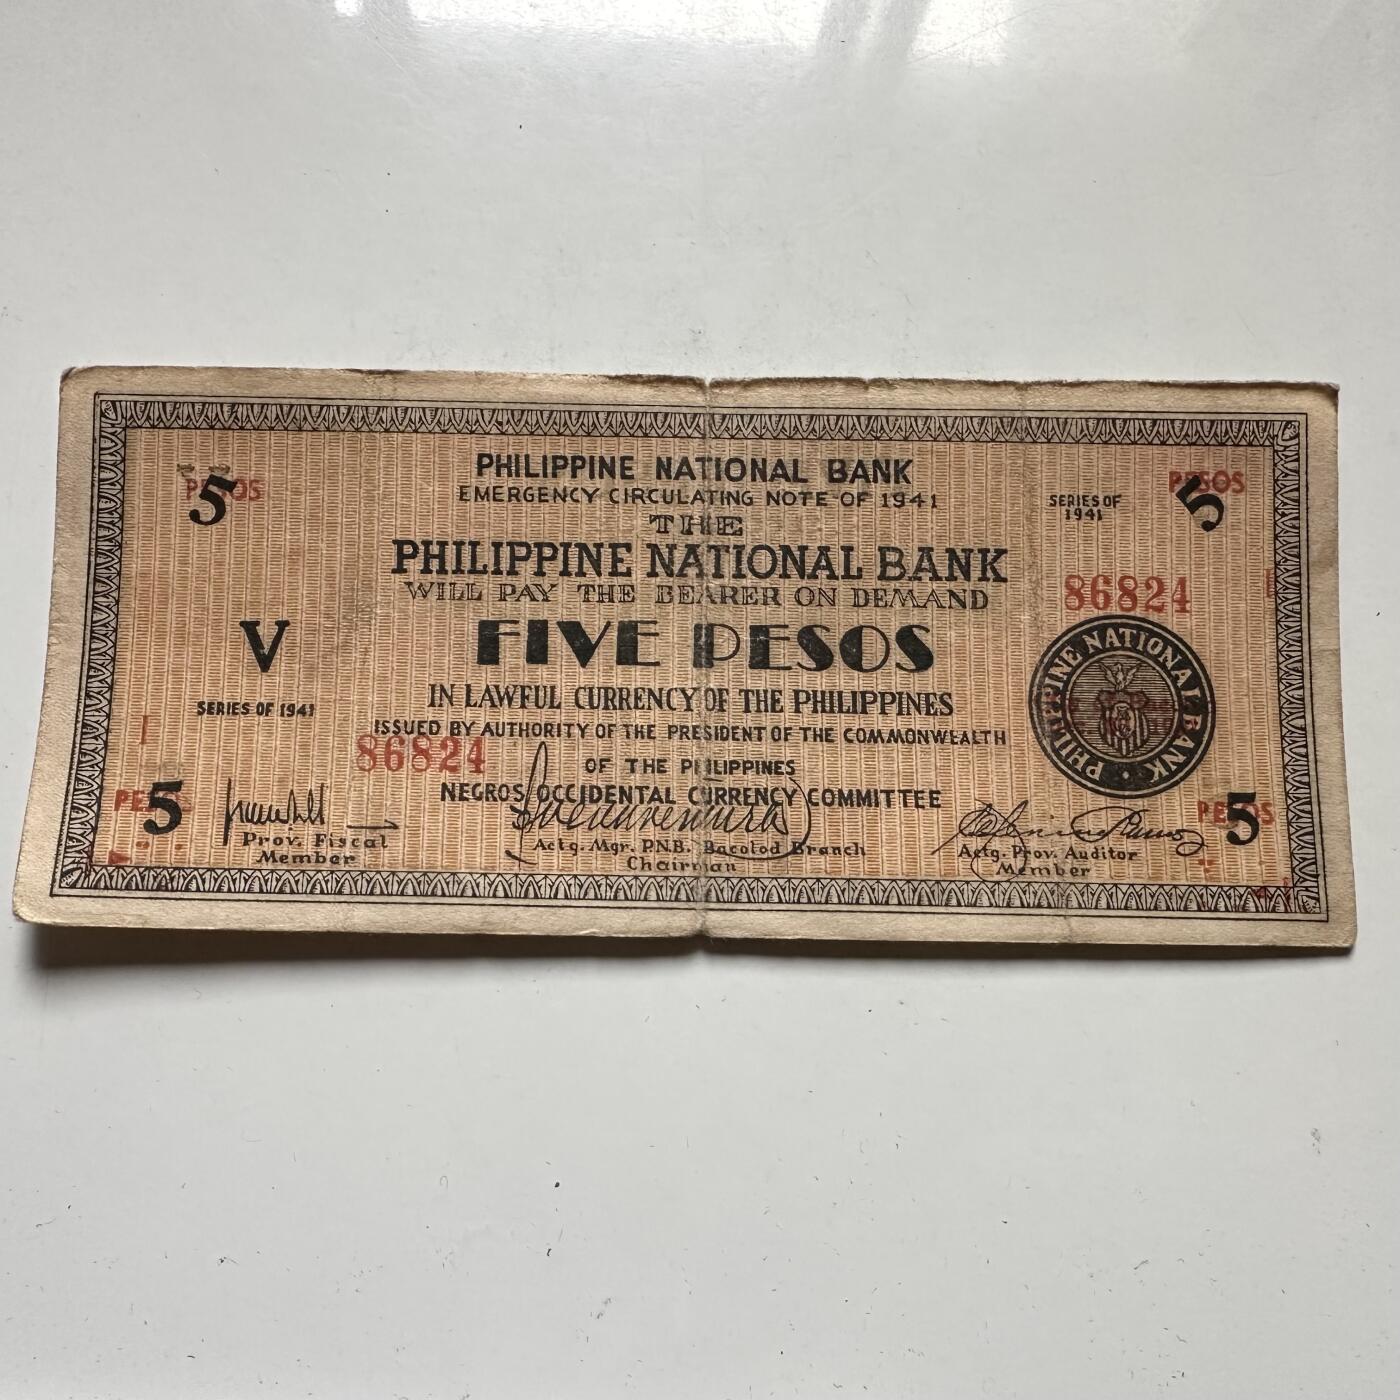 PHILIPPINE NATIONAL BANK
EMERGENCY CIRCULATING NOTE OF 1941
THE
PHILIPPINE NATIONAL BANK
WILL PAY THE BEARER ON DEMAND
FIVE PESOS
IN LAWFUL CURRENCY OF THE PHILIPPINES
ISSUED BY AUTHORITY OF THE PRESIDENT OF THE COMMONWEALTH
OF THE PHILIPPINES
NEGROS OCCIDENTAL CURRENCY COMMITTEE
PESOS
5
V
SERIES OF 1941
86824
PESOS
5
Prov. Fiscal
Member
Actg. Mgr. P.N.B. Bacolod Branch
Chairman
PESOS
5
SERIES OF
1941
86824
PHILIPPINE NATIONAL BANK
PESOS
5
Actg. Prov. Auditor
Member